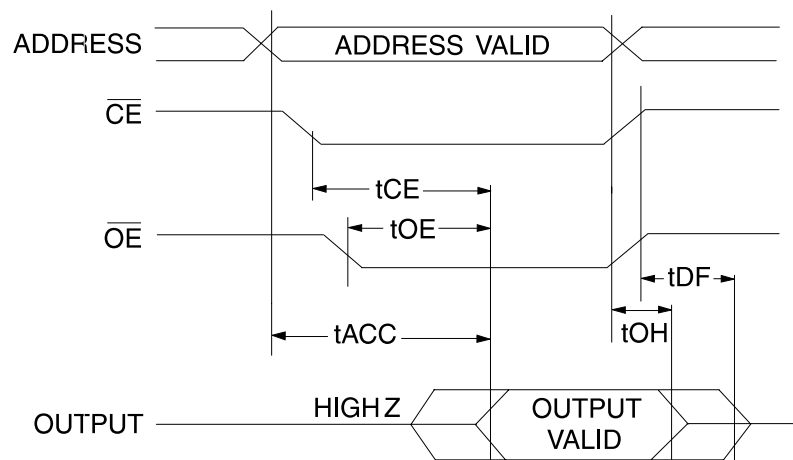 ADDRESS
ADDRESS VALID
CE
tCE
tOE
OE
tDF
tACC
tOH
HIGH Z
OUTPUT
OUTPUT
VALID